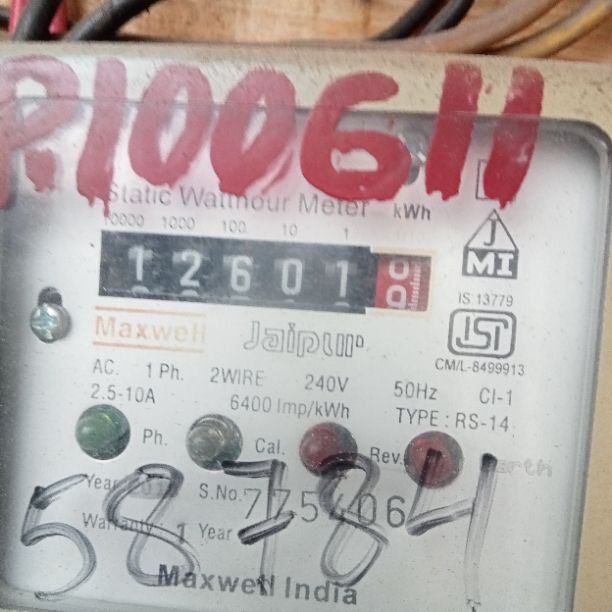 P.100611
Static Watthour Meter kWh
10000 1000 100 10 1
12601
J
MI
IS 13779
Maxwell Jaipur ISI
CM/L-8499913
AC. 1 Ph. 2WIRE 240V 50Hz Cl-1
2.5-10A 6400 Imp/kWh TYPE : RS-14
Ph. Cal. Rev. Earth
Year S.No.
Warranty : 1 Year
58784
Maxwell India